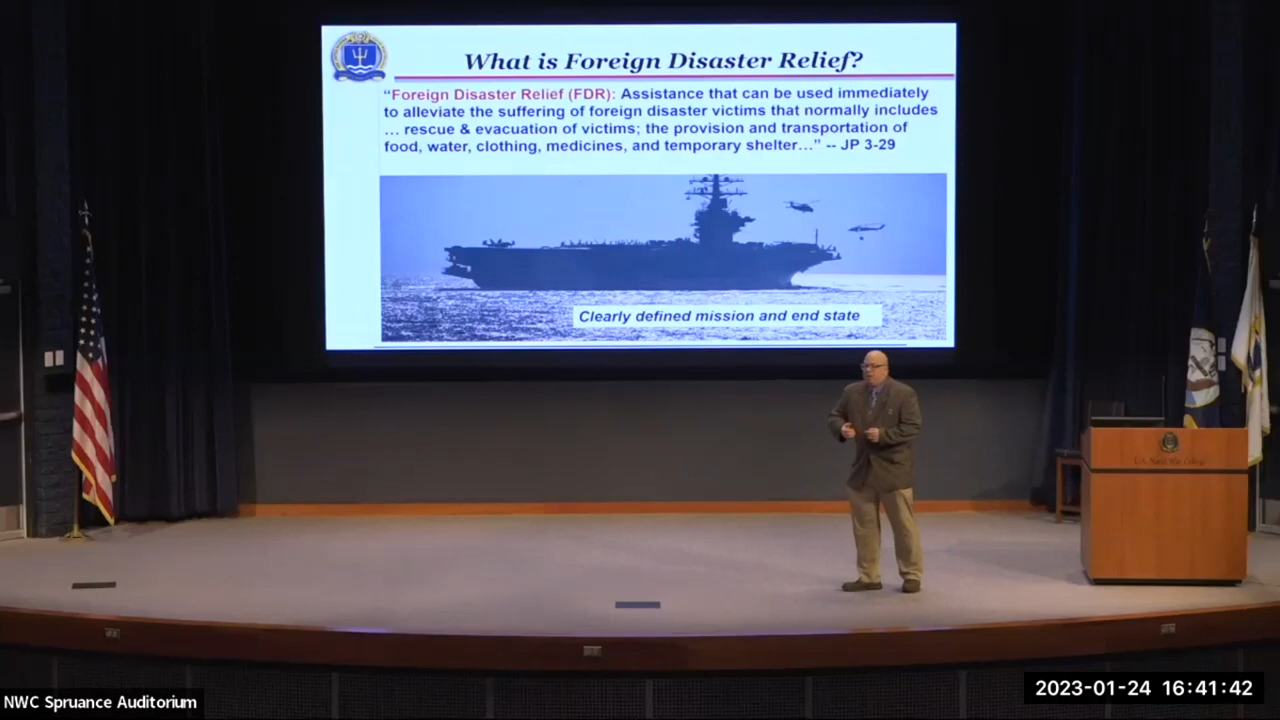 What is Foreign Disaster Relief?
“Foreign Disaster Relief (FDR): Assistance that can be used immediately
to alleviate the suffering of foreign disaster victims that normally includes
… rescue & evacuation of victims; the provision and transportation of
food, water, clothing, medicines, and temporary shelter…” -- JP 3-29
Clearly defined mission and end state
U.S. Naval War College
NWC Spruance Auditorium
2023-01-24 16:41:42